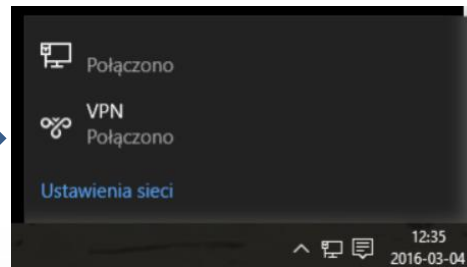 Połączono
VPN
Połączono
Ustawienia sieci
12:35
2016-03-04